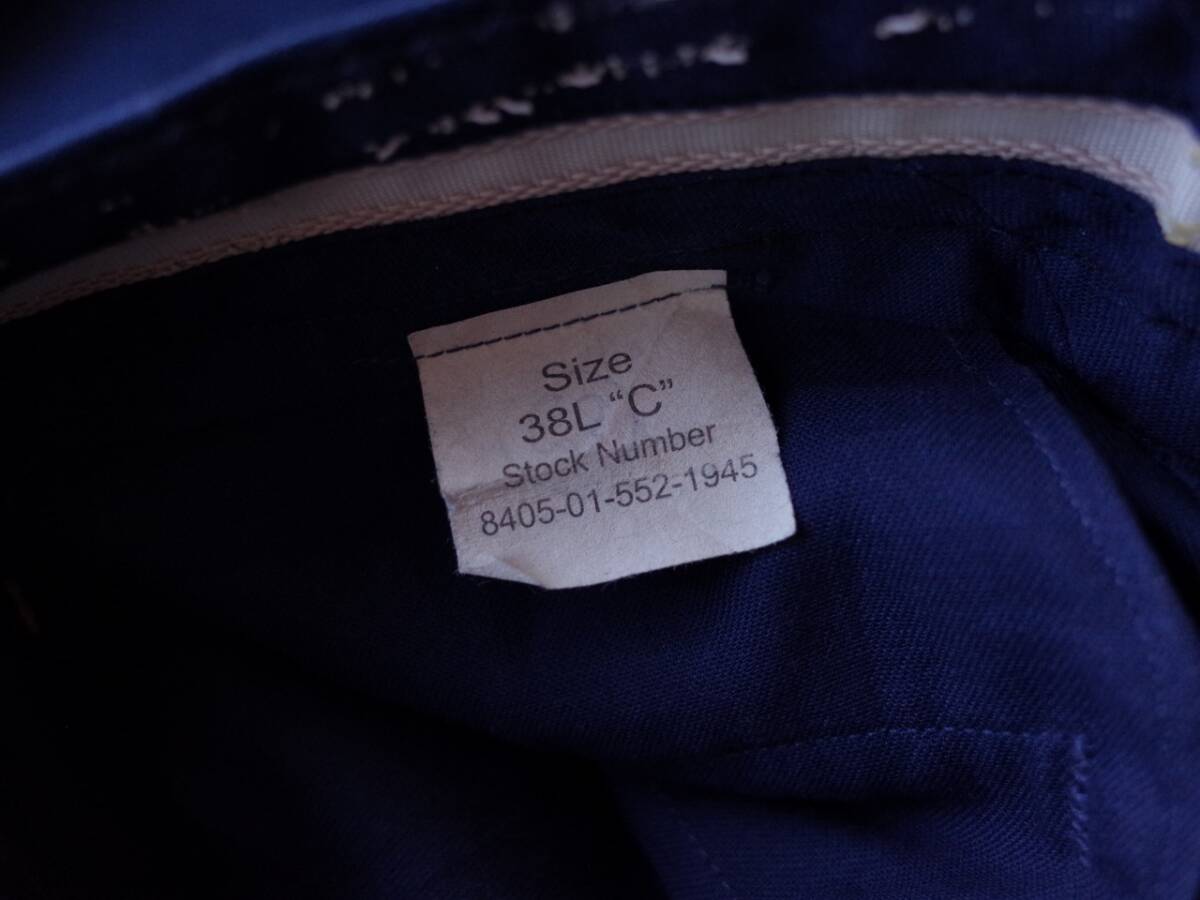 Size
38L “C”
Stock Number
8405-01-552-1945